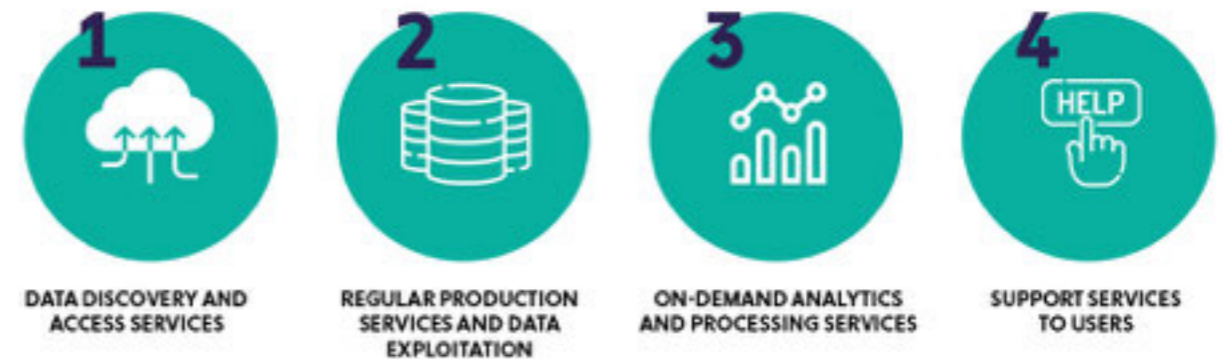 1
2
3
4
HELP
DATA DISCOVERY AND
ACCESS SERVICES
REGULAR PRODUCTION
SERVICES AND DATA
EXPLOITATION
ON-DEMAND ANALYTICS
AND PROCESSING SERVICES
SUPPORT SERVICES
TO USERS